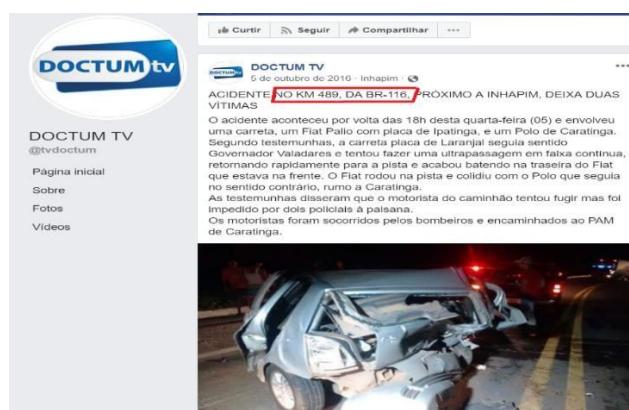 DOCTUM tv
DOCTUM TV
@tvdoctum
Página inicial
Sobre
Fotos
Vídeos
Curtir
Seguir
Compartilhar
DOCTUM TV
5 de outubro de 2016 · Inhapim ·
ACIDENTE NO KM 489, DA BR-116, PRÓXIMO A INHAPIM, DEIXA DUAS
VÍTIMAS
O acidente aconteceu por volta das 18h desta quarta-feira (05) e envolveu
uma carreta, um Fiat Palio com placa de Ipatinga, e um Polo de Caratinga.
Segundo testemunhas, a carreta placa de Laranjal seguia sentido
Governador Valadares e tentou fazer uma ultrapassagem em faixa contínua,
retornando rapidamente para a pista e acabou batendo na traseira do Fiat
que estava na frente. O Fiat rodou na pista e colidiu com o Polo que seguia
no sentido contrário, rumo a Caratinga.
As testemunhas disseram que o motorista do caminhão tentou fugir mas foi
impedido por dois policiais à paisana.
Os motoristas foram socorridos pelos bombeiros e encaminhados ao PAM
de Caratinga.